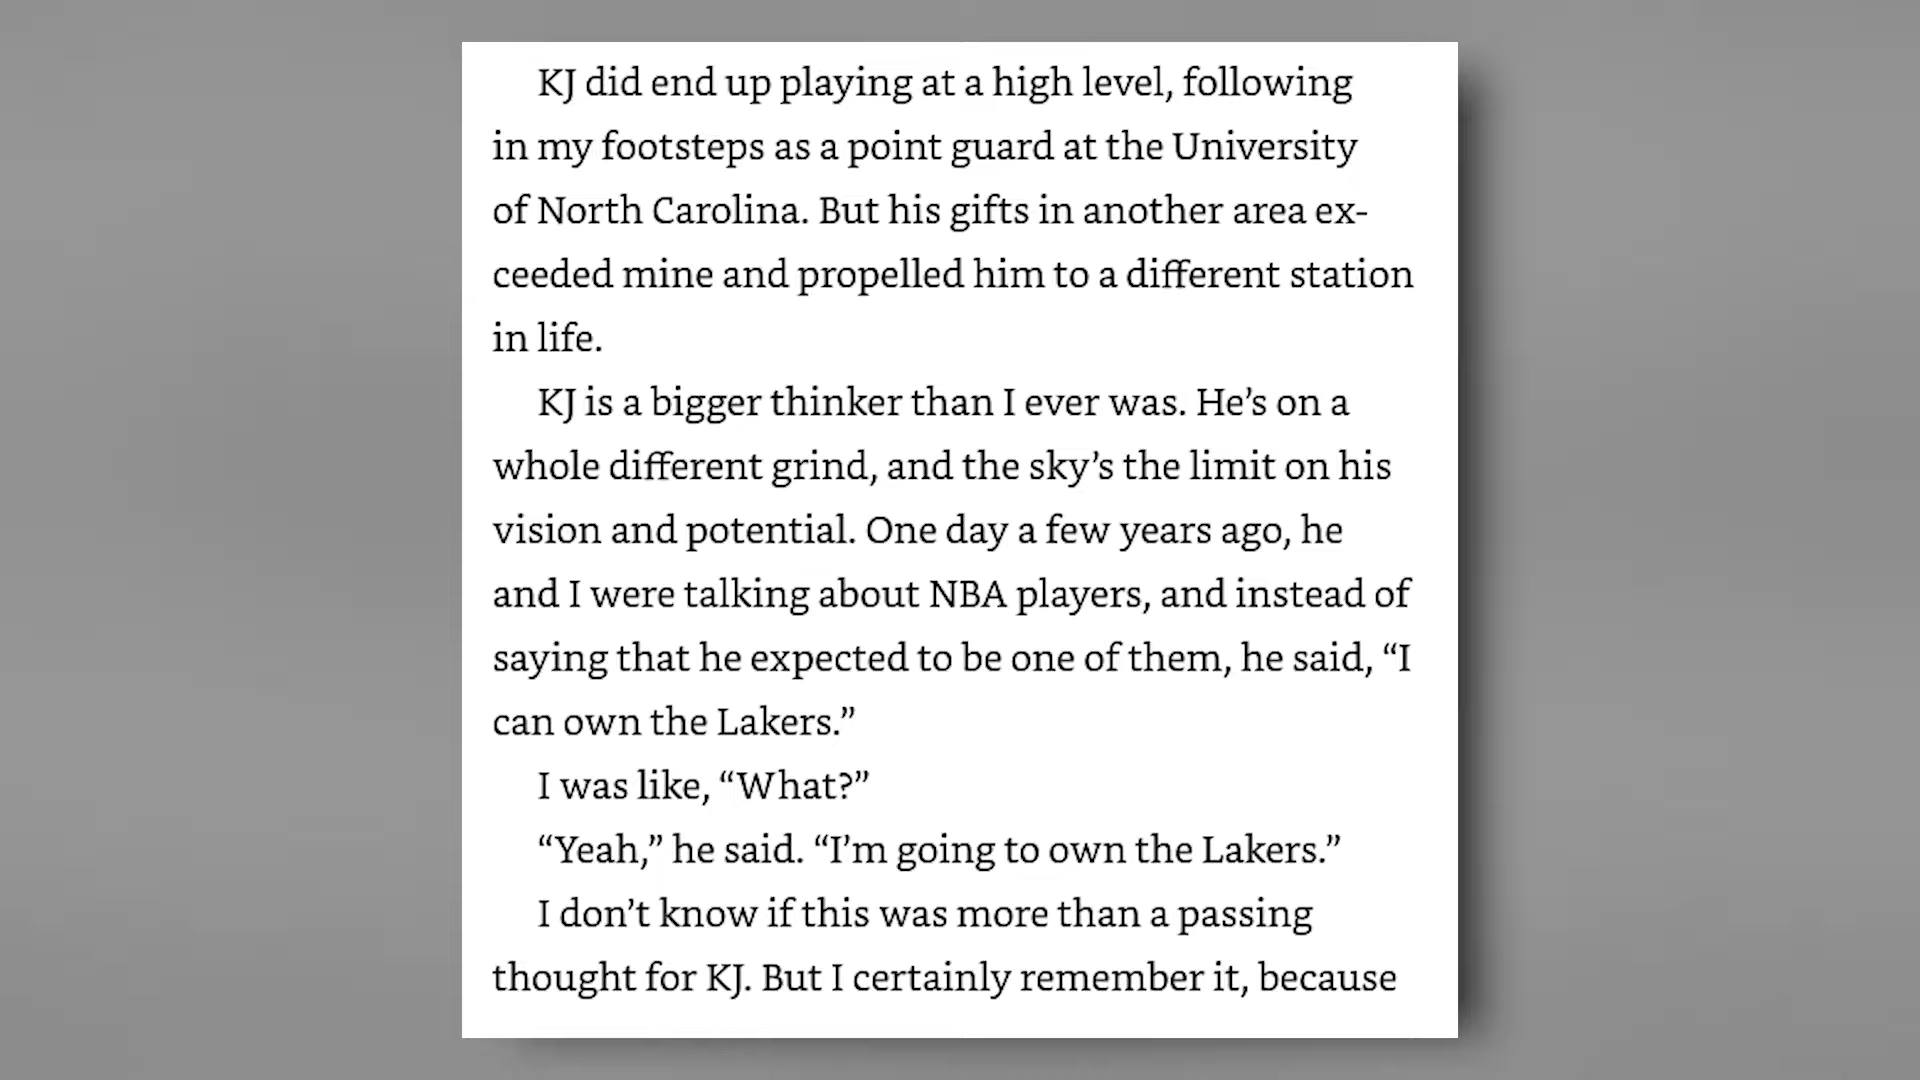 KJ did end up playing at a high level, following
in my footsteps as a point guard at the University
of North Carolina. But his gifts in another area ex-
ceeded mine and propelled him to a different station
in life.
KJ is a bigger thinker than I ever was. He’s on a
whole different grind, and the sky’s the limit on his
vision and potential. One day a few years ago, he
and I were talking about NBA players, and instead of
saying that he expected to be one of them, he said, “I
can own the Lakers.”
I was like, “What?”
“Yeah,” he said. “I’m going to own the Lakers.”
I don’t know if this was more than a passing
thought for KJ. But I certainly remember it, because